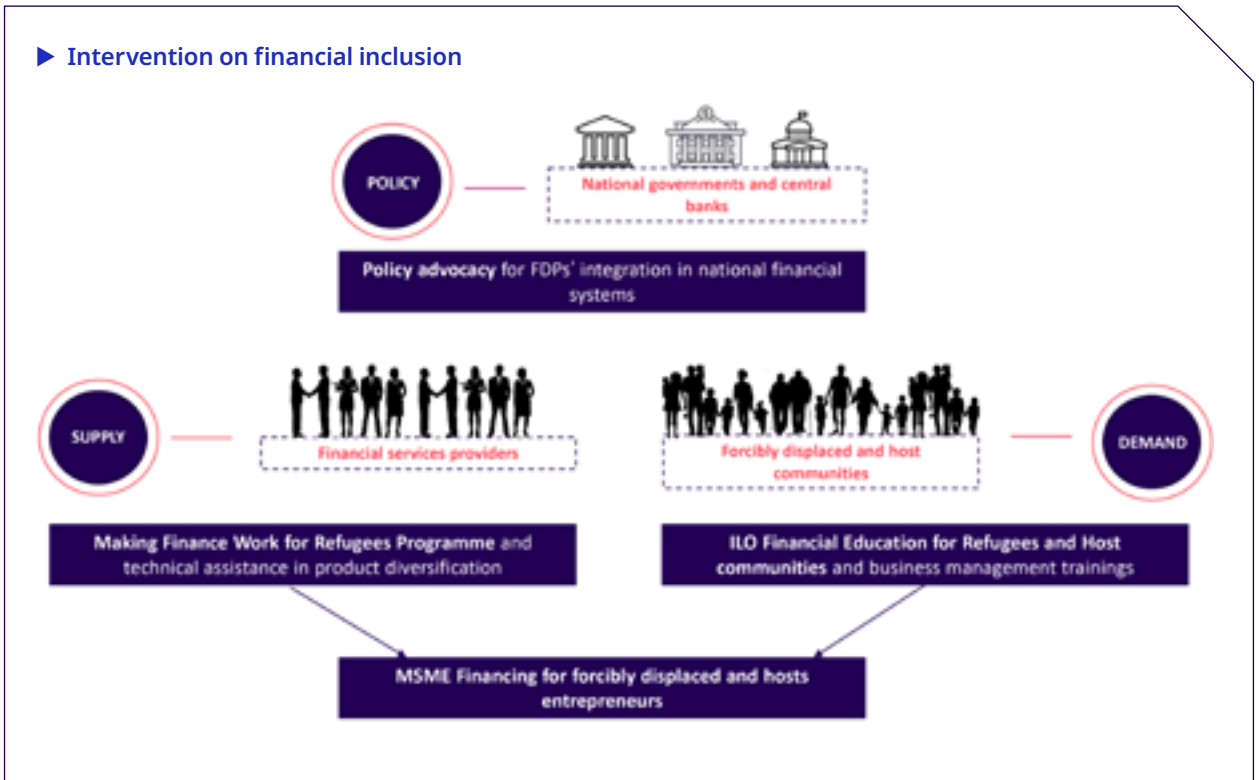 Intervention on financial inclusion
POLICY
National governments and central
banks
Policy advocacy for FDPs' integration in national financial
systems
SUPPLY
Financial services providers
Forcibly displaced and host
communities
DEMAND
Making Finance Work for Refugees Programme and
technical assistance in product diversification
ILO Financial Education for Refugees and Host
communities and business management trainings
MSME Financing for forcibly displaced and hosts
entrepreneurs